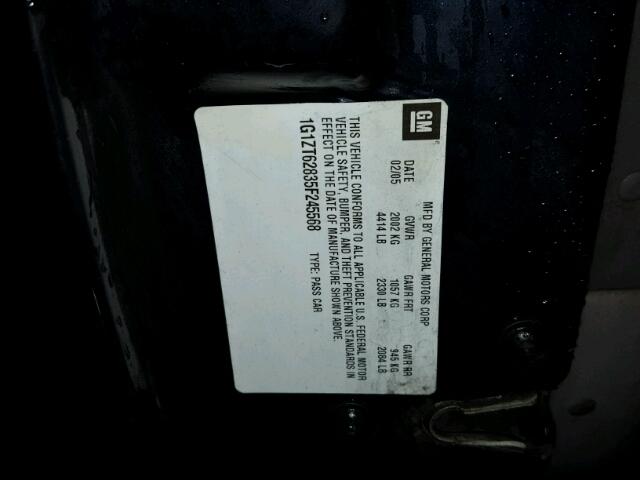 GM
MFD BY GENERAL MOTORS CORP
DATE GVWR GAWR FRT GAWR RR
02/05 2002 KG 1057 KG 945 KG
4414 LB 2330 LB 2084 LB
THIS VEHICLE CONFORMS TO ALL APPLICABLE U.S. FEDERAL MOTOR
VEHICLE SAFETY, BUMPER, AND THEFT PREVENTION STANDARDS IN
EFFECT ON THE DATE OF MANUFACTURE SHOWN ABOVE.
1G1ZT62835F245568 TYPE: PASS CAR